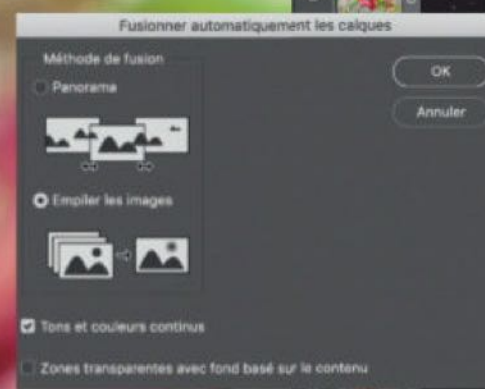 Fusionner automatiquement les calques
Méthode de fusion
Panorama
Empiler les images
Tons et couleurs continus
Zones transparentes avec fond basé sur le contenu
OK
Annuler